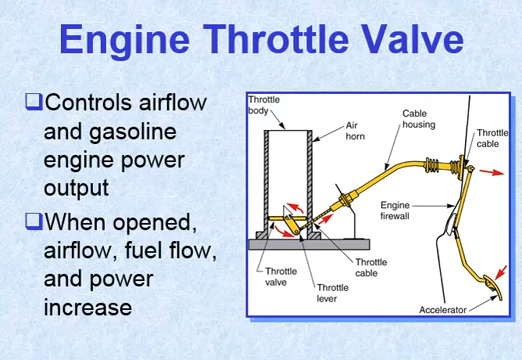 Engine Throttle Valve
Controls airflow
and gasoline
engine power
output
When opened,
airflow, fuel flow,
and power
increase
Throttle
body
Air
horn
Cable
housing
Throttle
cable
Engine
firewall
Throttle
valve
Throttle
lever
Throttle
cable
Accelerator